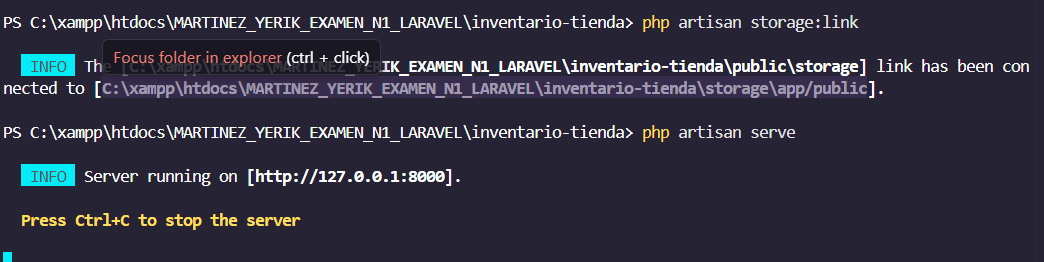 PS C:\xampp\htdocs\MARTINEZ_YERIK_EXAMEN_N1_LARAVEL\inventario-tienda> php artisan storage:link
Focus folder in explorer (ctrl + click)
INFO The [C:\xampp\htdocs\MARTINEZ_YERIK_EXAMEN_N1_LARAVEL\inventario-tienda\public\storage] link has been con
nected to [C:\xampp\htdocs\MARTINEZ_YERIK_EXAMEN_N1_LARAVEL\inventario-tienda\storage\app/public].
PS C:\xampp\htdocs\MARTINEZ_YERIK_EXAMEN_N1_LARAVEL\inventario-tienda> php artisan serve
INFO Server running on [http://127.0.0.1:8000].
Press Ctrl+C to stop the server